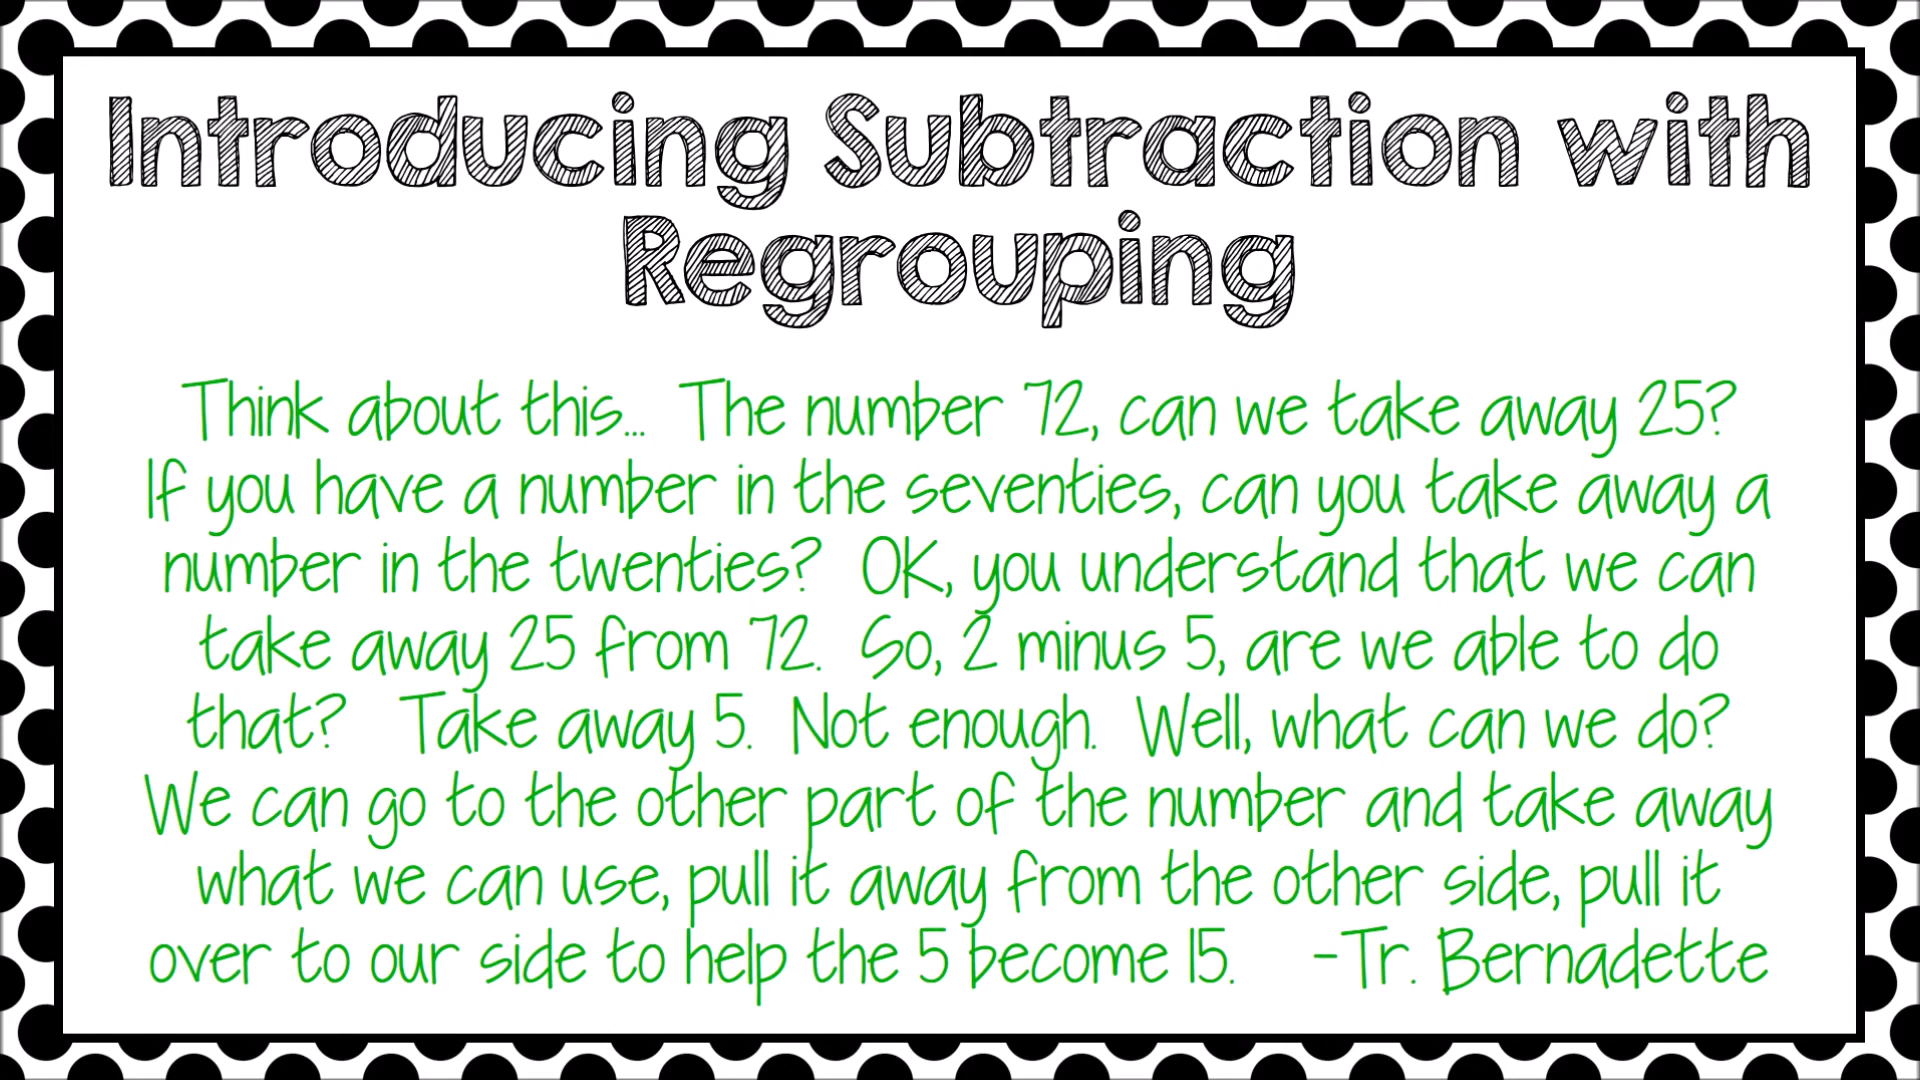 Introducing Subtraction with
Regrouping
Think about this... The number 72, can we take away 25?
If you have a number in the seventies, can you take away a
number in the twenties? OK, you understand that we can
take away 25 from 72. So, 2 minus 5, are we able to do
that? Take away 5. Not enough. Well, what can we do?
We can go to the other part of the number and take away
what we can use, pull it away from the other side, pull it
over to our side to help the 5 become 15. -Tr. Bernadette